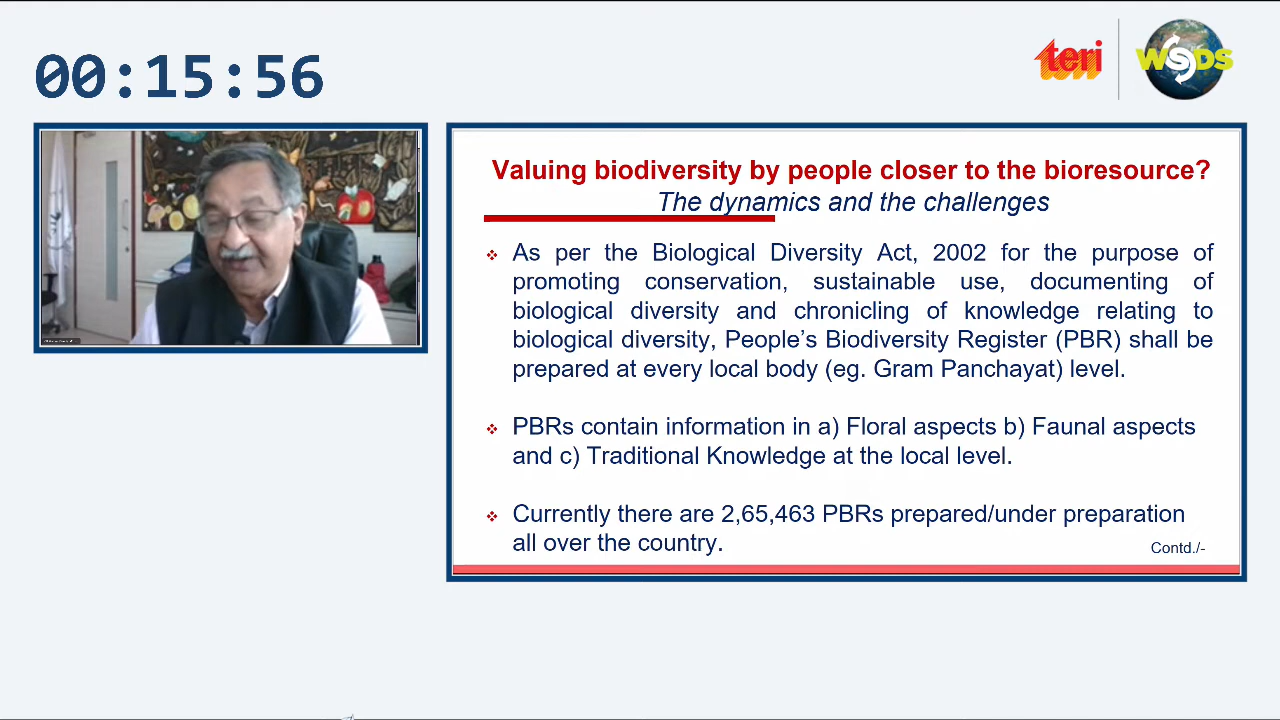 00:15:56
teri
WSDS
Valuing biodiversity by people closer to the bioresource?
The dynamics and the challenges
❖ As per the Biological Diversity Act, 2002 for the purpose of
promoting conservation, sustainable use, documenting of
biological diversity and chronicling of knowledge relating to
biological diversity, People’s Biodiversity Register (PBR) shall be
prepared at every local body (eg. Gram Panchayat) level.
❖ PBRs contain information in a) Floral aspects b) Faunal aspects
and c) Traditional Knowledge at the local level.
❖ Currently there are 2,65,463 PBRs prepared/under preparation
all over the country.
Contd./-